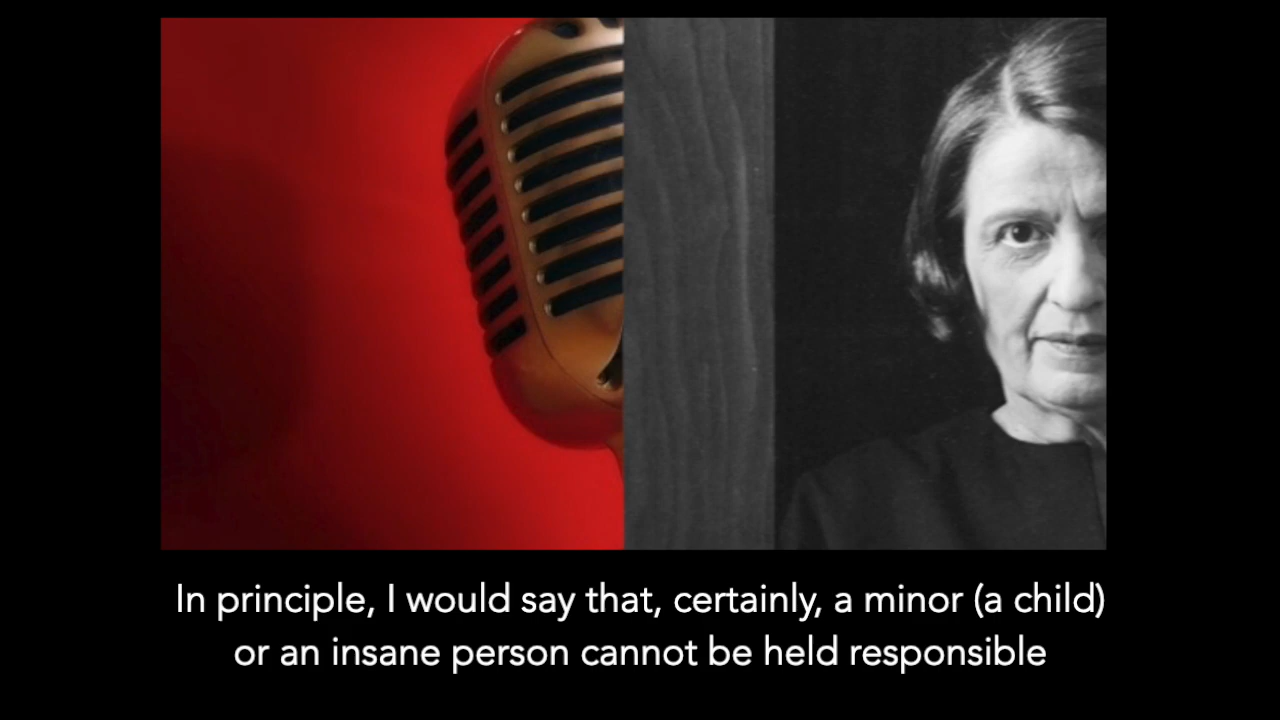 In principle, I would say that, certainly, a minor (a child)
or an insane person cannot be held responsible